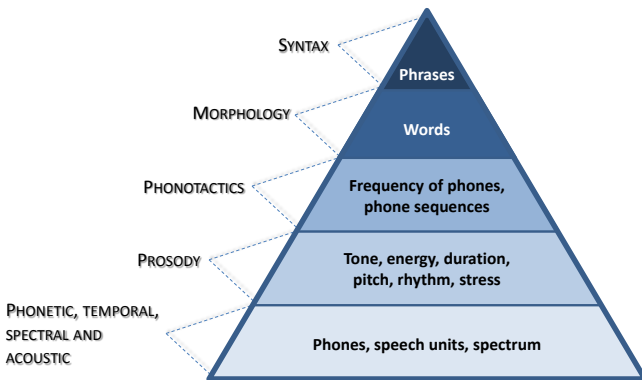 SYNTAX
Phrases
MORPHOLOGY
Words
PHONOTACTICS
Frequency of phones,
phone sequences
PROSODY
Tone, energy, duration,
pitch, rhythm, stress
PHONETIC, TEMPORAL,
SPECTRAL AND
ACOUSTIC
Phones, speech units, spectrum